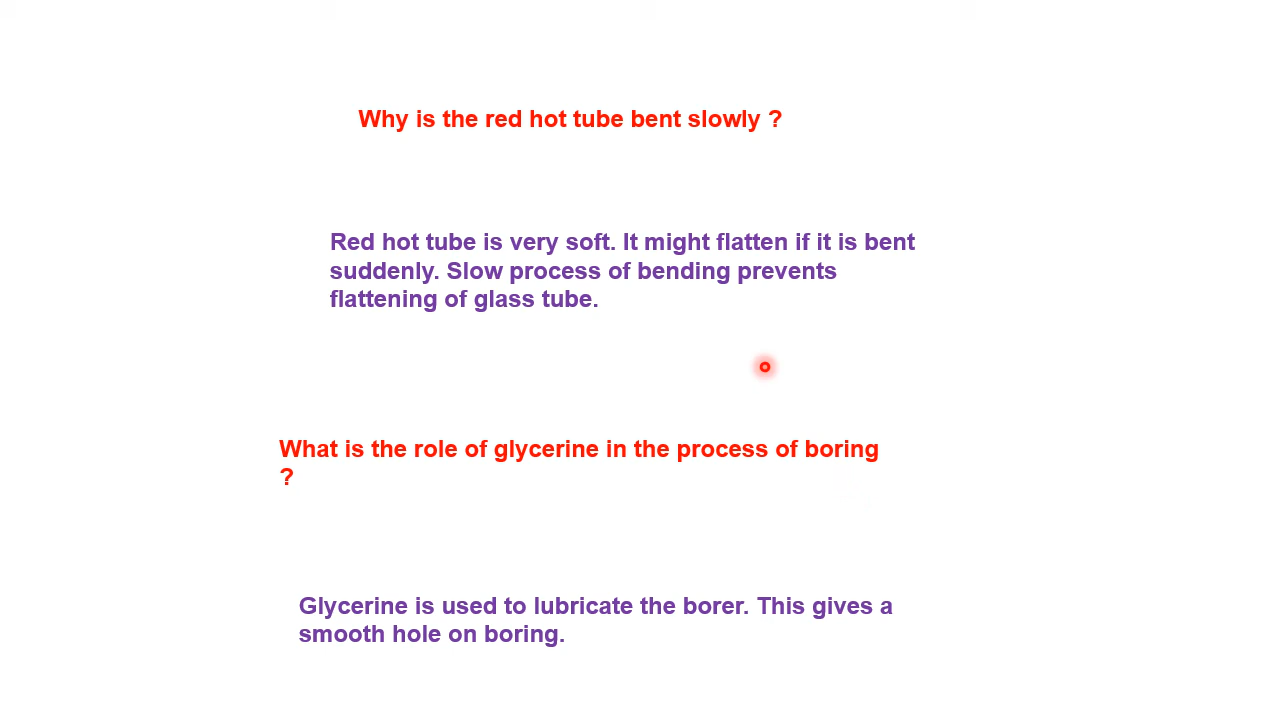 Why is the red hot tube bent slowly ?
Red hot tube is very soft. It might flatten if it is bent
suddenly. Slow process of bending prevents
flattening of glass tube.
What is the role of glycerine in the process of boring
?
Glycerine is used to lubricate the borer. This gives a
smooth hole on boring.